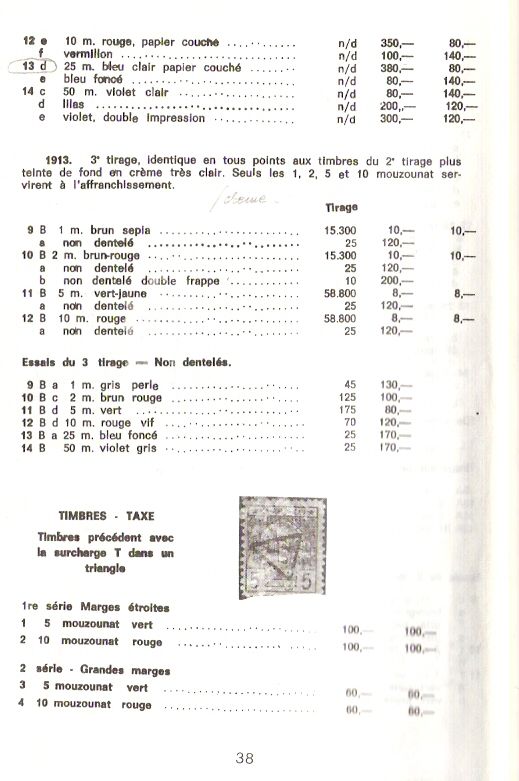 12 e 10 m. rouge, papier couché .............. n/d 350,— 80,—
f vermillon .............................. n/d 100,— 140,—
13 d 25 m. bleu clair papier couché ........ n/d 380,— 80,—
e bleu foncé ............................ n/d 80,— 140,—
14 c 50 m. violet clair .................... n/d 80,— 140,—
d lilas .................................. n/d 200,— 120,—
e violet, double impression .............. n/d 300,— 120,—
1913. 3e tirage, identique en tous points aux timbres du 2e tirage plus
teinte de fond en crème très clair. Seuls les 1, 2, 5 et 10 mouzounat ser-
virent à l'affranchissement.
Tirage
9 B 1 m. brun sepia ...................... 15.300 10,— 10,—
a non dentelé ...................... 25 120,—
10 B 2 m. brun-rouge ...................... 15.300 10,— 10,—
a non dentelé ...................... 25 120,—
b non dentelé double frappe .............. 10 200,—
11 B 5 m. vert-jaune ...................... 58.800 8,— 8,—
a non dentelé ...................... 25 120,—
12 B 10 m. rouge ...................... 58.800 8,— 8,—
a non dentelé ...................... 25 120,—
Essais du 3 tirage — Non dentelés.
9 B a 1 m. gris perle .................. 45 130,—
10 B c 2 m. brun rouge .................. 125 100,—
11 B d 5 m. vert ...................... 175 80,—
12 B d 10 m. rouge vif .................. 70 120,—
13 B a 25 m. bleu foncé .................. 25 170,—
14 B 50 m. violet gris .................. 25 170,—
TIMBRES - TAXE
Timbres précédent avec
la surcharge T dans un
triangle
5 5
1re série Marges étroites
1 5 mouzounat vert ...................... 100,— 100,—
2 10 mouzounat rouge .................... 100,— 100,—
2 série - Grandes marges
3 5 mouzounat vert ...................... 60,— 60,—
4 10 mouzounat rouge .................... 60,— 60,—
38